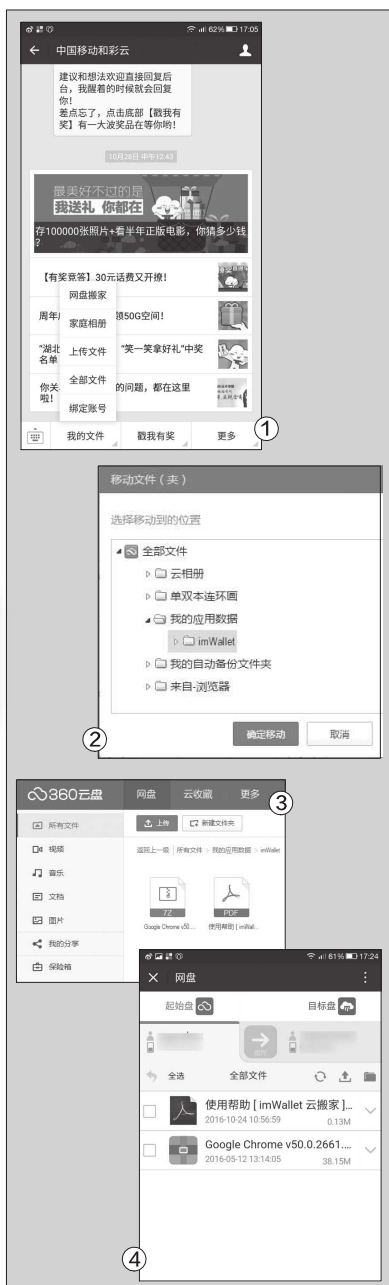 62% 17:05
中国移动和彩云
建议和想法欢迎直接回复后
台，我醒着的时候就会回复
你！
差点忘了，点击底部【戳我有
奖】有一大波奖品在等你哟！
10月28日 中午12:43
最美好不过的是
我送礼 你都在
存100000张照片+看半年正版电影，你猜多少钱
？
【有奖竞答】30元话费又开撩！
网盘搬家
周年
领50G空间！
家庭相册
"湖北
上传文件
"笑一笑拿好礼"中奖
名单
全部文件
你关
的问题，都在这里
啦！
绑定账号
我的文件 戳我有奖 更多
①
移动文件（夹）
选择移动到的位置
全部文件
云相册
单双本连环画
我的应用数据
imWallet
我的自动备份文件夹
来自-浏览器
确定移动 取消
②
360云盘 网盘 云收藏 更多
③
所有文件 上传 新建文件夹
视频 返回上一级 | 所有文件 > 我的应用数据 > imWallet
音乐
文档
图片
我的分享
保险箱
7Z PDF
Google Chrome v50.... 使用帮助 [ imWall...
61% 17:24
网盘
起始盘 目标盘
全选 全部文件
使用帮助 [ imWallet 云搬家 ]...
2016-10-24 10:56:59 0.13M
Google Chrome v50.0.2661....
2016-05-12 13:14:05 38.15M
④